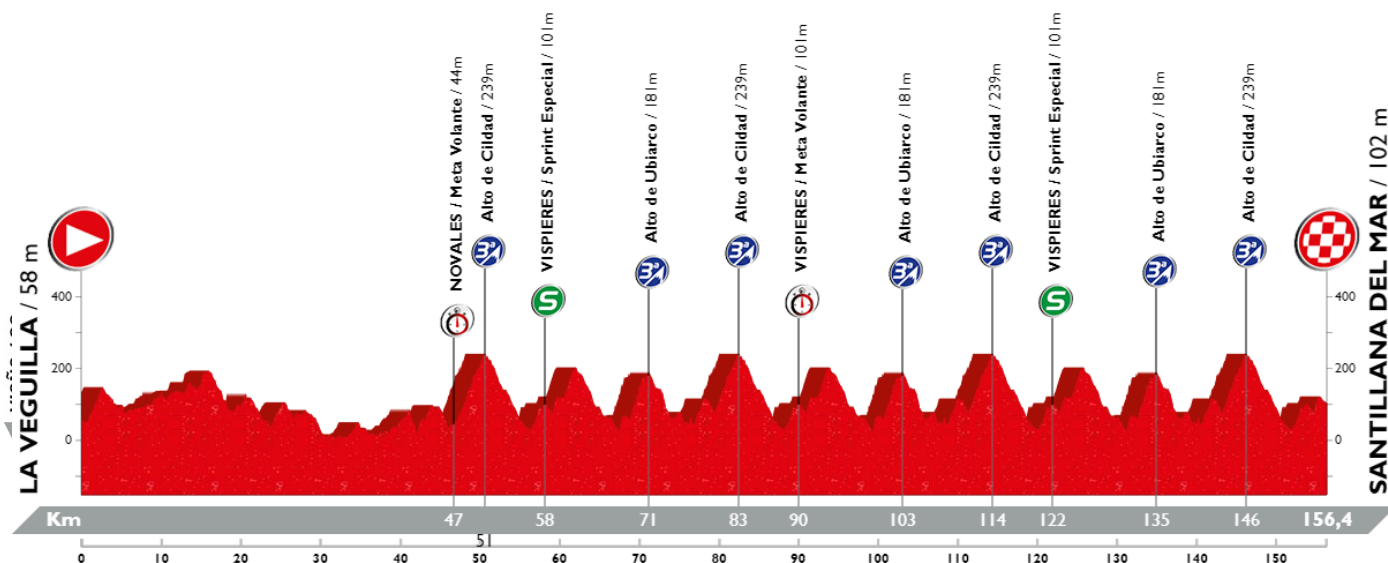 NOVALES / Meta Volante / 44m
Alto de Cildad / 239m
VISPIERES / Sprint Especial / 101m
Alto de Ubiarco / 181m
Alto de Cildad / 239m
VISPIERES / Meta Volante / 101m
Alto de Ubiarco / 181m
Alto de Cildad / 239m
VISPIERES / Sprint Especial / 101m
Alto de Ubiarco / 181m
Alto de Cildad / 239m
LA VEGUILLA / 58 m
SANTILLANA DEL MAR / 102 m
3ª
S
3ª
3ª
3ª
3ª
S
3ª
3ª
400
200
0
400
200
0
Km 47 58 71 83 90 103 114 122 135 146 156,4
51
0 10 20 30 40 50 60 70 80 90 100 110 120 130 140 150